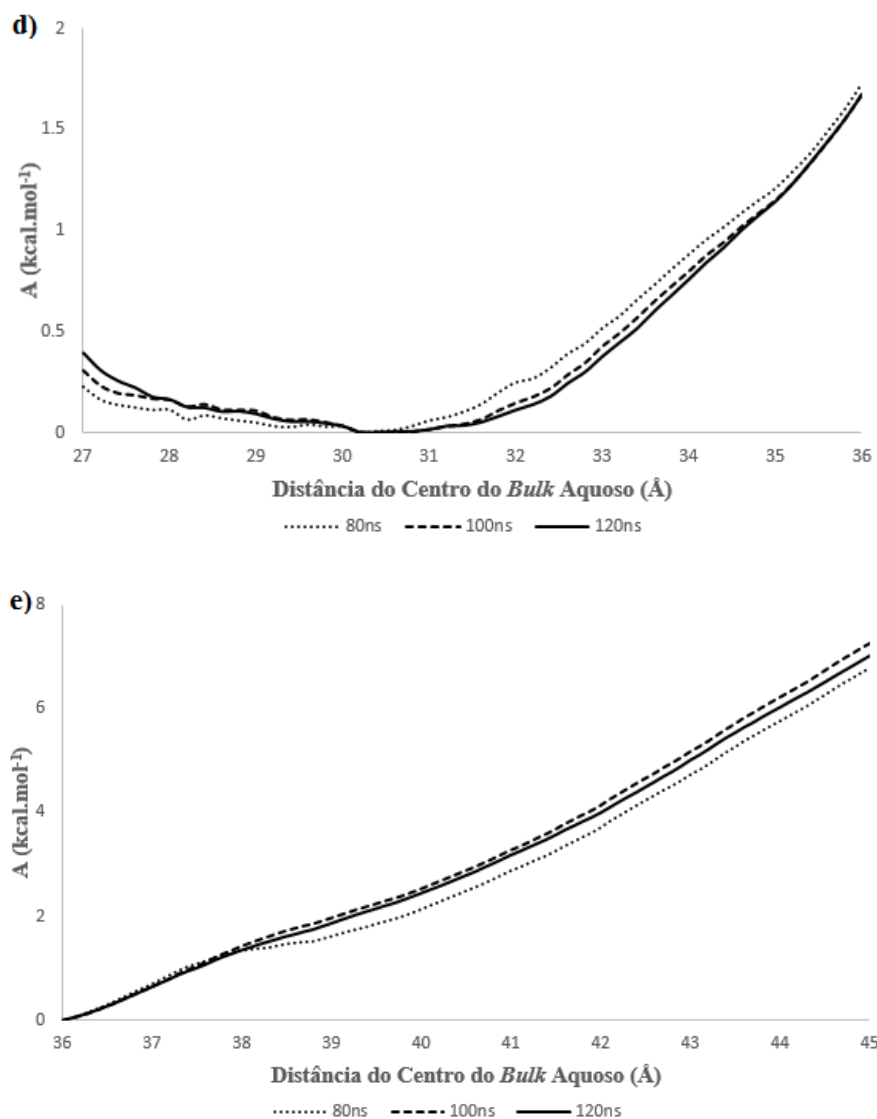 d)
2
1.5
1
0.5
0
A (kcal.mol-1)
27 28 29 30 31 32 33 34 35 36
Distância do Centro do Bulk Aquoso (Å)
80ns 100ns 120ns
e)
8
6
4
2
0
A (kcal.mol-1)
36 37 38 39 40 41 42 43 44 45
Distância do Centro do Bulk Aquoso (Å)
80ns 100ns 120ns